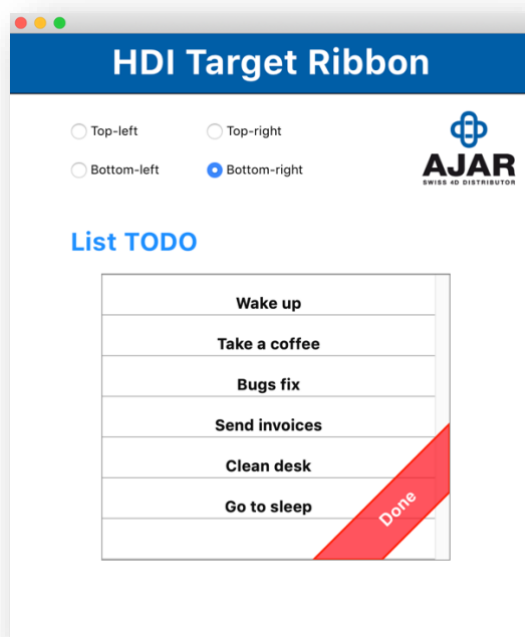 HDI Target Ribbon
Top-left
Top-right
Bottom-left
Bottom-right
AJAR
SWISS 4D DISTRIBUTOR
List TODO
Wake up
Take a coffee
Bugs fix
Send invoices
Clean desk
Go to sleep
Done